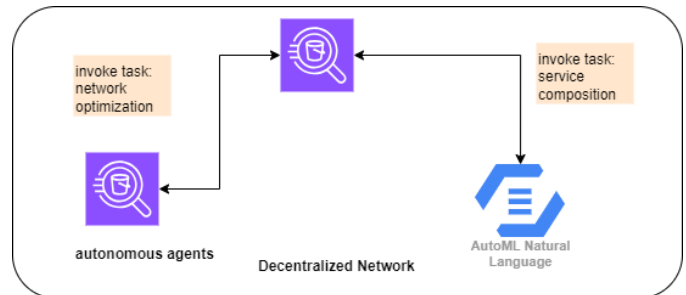 invoke task:
network
optimization
invoke task:
service
composition
autonomous agents
Decentralized Network
AutoML Natural
Language